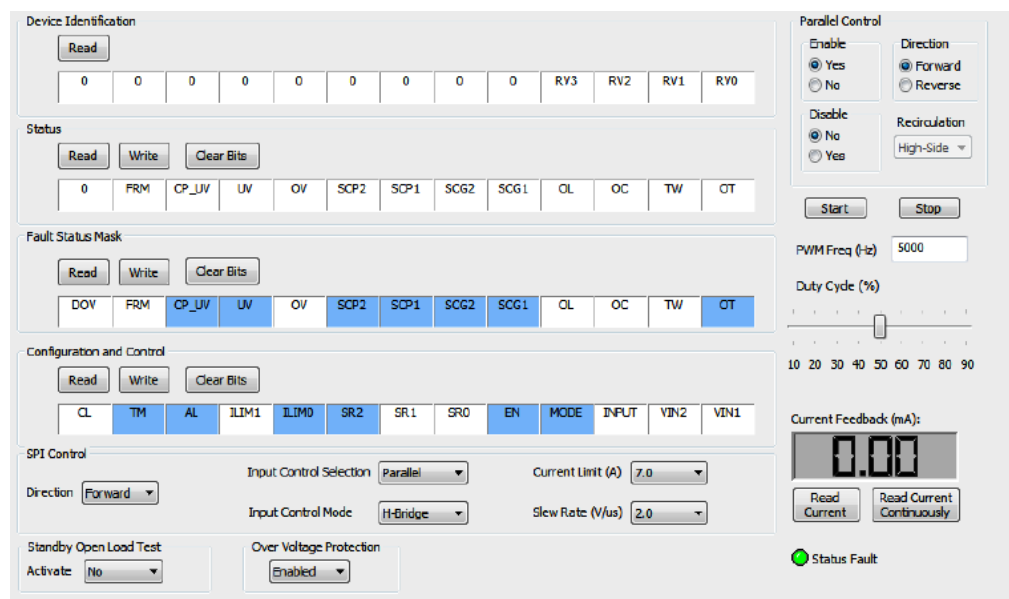 Device Identification
Read
0 0 0 0 0 0 0 0 0 RV3 RV2 RV1 RV0
Status
Read Write Clear Bits
0 FRM CP_UV UV OV SCP2 SCP1 SCG2 SCG1 OL OC TW OT
Fault Status Mask
Read Write Clear Bits
DOV FRM CP_UV UV OV SCP2 SCP1 SCG2 SCG1 OL OC TW OT
Configuration and Control
Read Write Clear Bits
CL TM AL ILIM1 ILIM0 SR2 SR1 SR0 EN MODE INPUT VIN2 VIN1
SPI Control
Input Control Selection Parallel Current Limit (A) 7.0
Direction Forward
Input Control Mode H-Bridge Slew Rate (V/us) 2.0
Standby Open Load Test
Activate No
Over Voltage Protection
Enabled
Parallel Control
Enable Direction
Yes Forward
No Reverse
Disable Recirculation
No High-Side
Yes
Start Stop
PWM Freq (Hz) 5000
Duty Cycle (%)
10 20 30 40 50 60 70 80 90
Current Feedback (mA):
0.00
Read Current Read Current Continuously
Status Fault